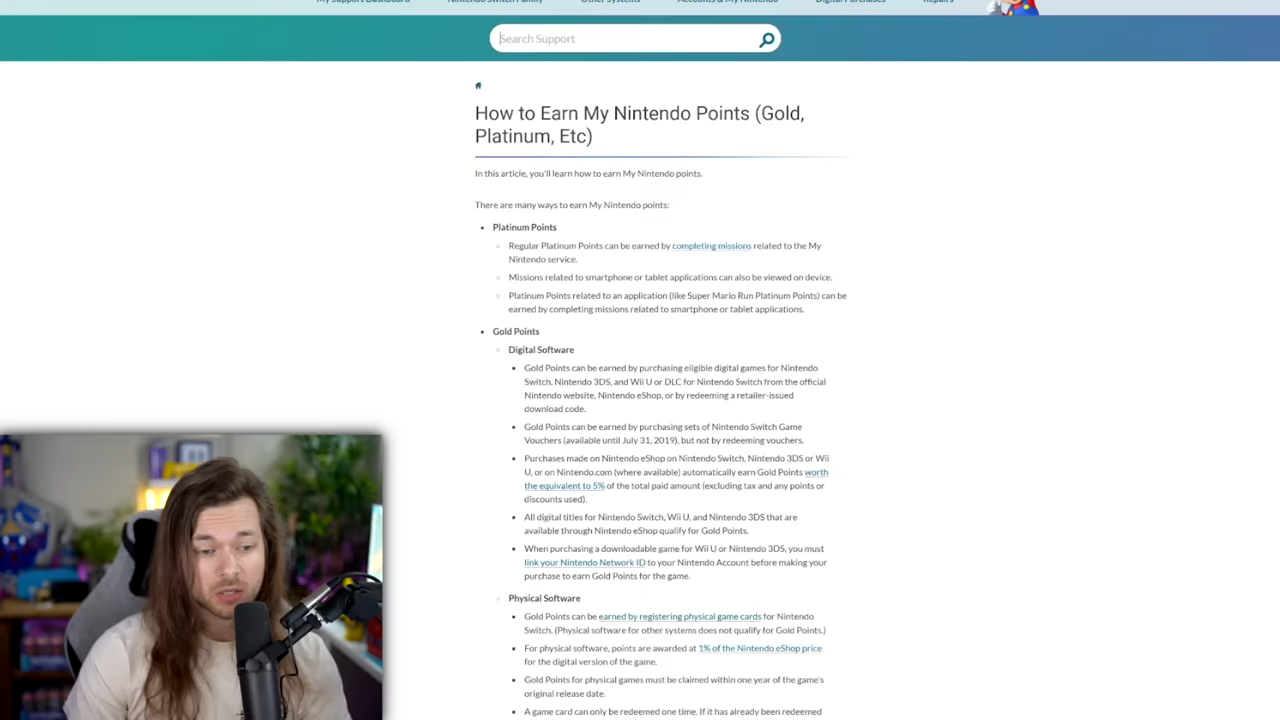 My Support Dashboard Nintendo Switch Family Other Systems Accounts & My Nintendo Digital Purchases Repairs
Search Support
How to Earn My Nintendo Points (Gold,
Platinum, Etc)
In this article, you'll learn how to earn My Nintendo points.
There are many ways to earn My Nintendo points:
Platinum Points
Regular Platinum Points can be earned by completing missions related to the My
Nintendo service.
Missions related to smartphone or tablet applications can also be viewed on device.
Platinum Points related to an application (like Super Mario Run Platinum Points) can be
earned by completing missions related to smartphone or tablet applications.
Gold Points
Digital Software
Gold Points can be earned by purchasing eligible digital games for Nintendo
Switch, Nintendo 3DS, and Wii U or DLC for Nintendo Switch from the official
Nintendo website, Nintendo eShop, or by redeeming a retailer-issued
download code.
Gold Points can be earned by purchasing sets of Nintendo Switch Game
Vouchers (available until July 31, 2019), but not by redeeming vouchers.
Purchases made on Nintendo eShop on Nintendo Switch, Nintendo 3DS or Wii
U, or on Nintendo.com (where available) automatically earn Gold Points worth
the equivalent to 5% of the total paid amount (excluding tax and any points or
discounts used).
All digital titles for Nintendo Switch, Wii U, and Nintendo 3DS that are
available through Nintendo eShop qualify for Gold Points.
When purchasing a downloadable game for Wii U or Nintendo 3DS, you must
link your Nintendo Network ID to your Nintendo Account before making your
purchase to earn Gold Points for the game.
Physical Software
Gold Points can be earned by registering physical game cards for Nintendo
Switch. (Physical software for other systems does not qualify for Gold Points.)
For physical software, points are awarded at 1% of the Nintendo eShop price
for the digital version of the game.
Gold Points for physical games must be claimed within one year of the game's
original release date.
A game card can only be redeemed one time. If it has already been redeemed